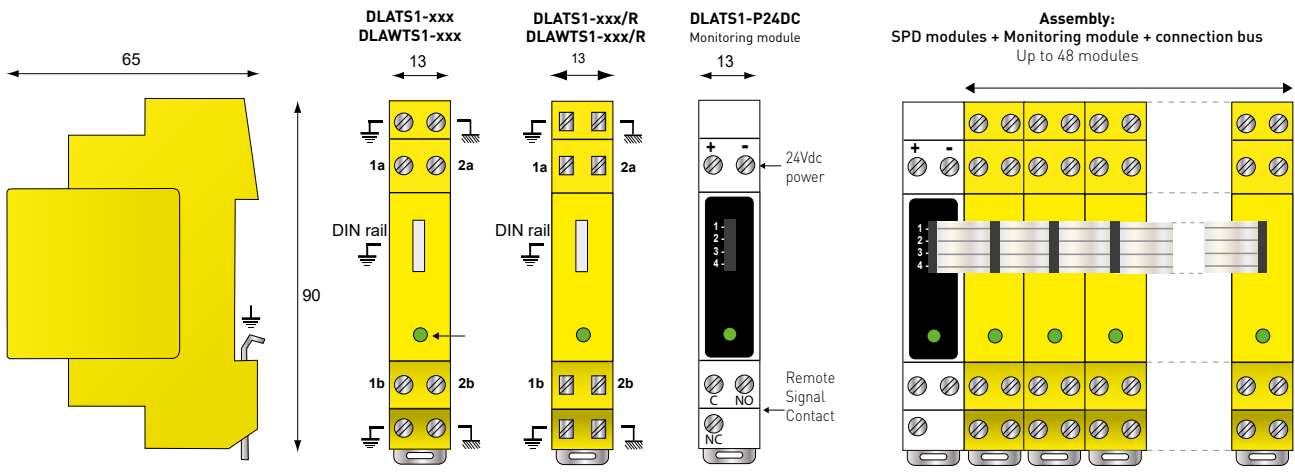 65
90
DLATS1-xxx
DLAWTS1-xxx
13
1a
2a
DIN rail
1b
2b
DLATS1-xxx/R
DLAWTS1-xxx/R
13
1a
2a
DIN rail
1b
2b
DLATS1-P24DC
Monitoring module
13
+ -
24Vdc
power
1-
2-
3-
4-
C NO
NC
Remote
Signal
Contact
Assembly:
SPD modules + Monitoring module + connection bus
Up to 48 modules
+ -
1-
2-
3-
4-